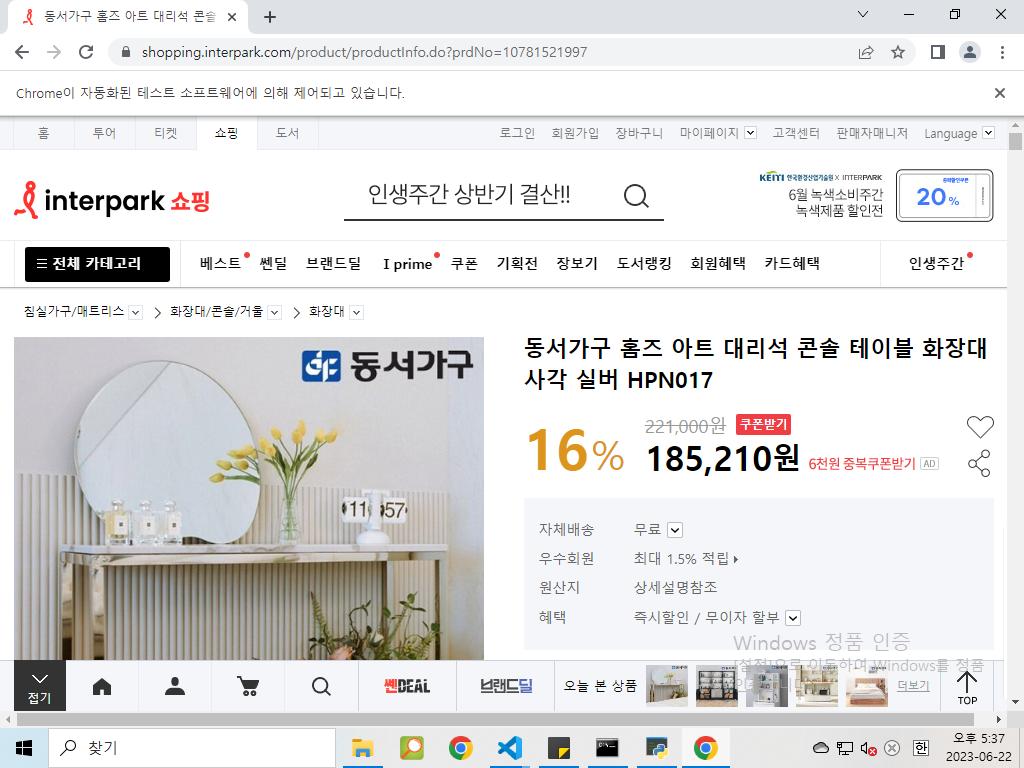 동서가구 홈즈 아트 대리석 콘솔
shopping.interpark.com/product/productInfo.do?prdNo=10781521997
Chrome이 자동화된 테스트 소프트웨어에 의해 제어되고 있습니다.
홈 투어 티켓 쇼핑 도서 로그인 회원가입 장바구니 마이페이지 고객센터 판매자매니저 Language
interpark 쇼핑
인생주간 상반기 결산!!
KEITI 한국환경산업기술원 X INTERPARK
6월 녹색소비주간
녹색제품 할인전
20%
전체 카테고리 베스트 쎈딜 브랜드딜 I prime 쿠폰 기획전 장보기 도서랭킹 회원혜택 카드혜택 인생주간
침실가구/매트리스 > 화장대/콘솔/거울 > 화장대
동서가구
11 57
동서가구 홈즈 아트 대리석 콘솔 테이블 화장대
사각 실버 HPN017
16%
221,000원 쿠폰받기
185,210원 6천원 중복쿠폰받기 AD
자체배송 무료
우수회원 최대 1.5% 적립
원산지 상세설명참조
혜택 즉시할인 / 무이자 할부
Windows 정품 인증
[설정]으로 이동하여 Windows를 정품
접기
쎈DEAL
브랜드딜
오늘 본 상품
더보기
TOP
찾기
한
오후 5:37
2023-06-22